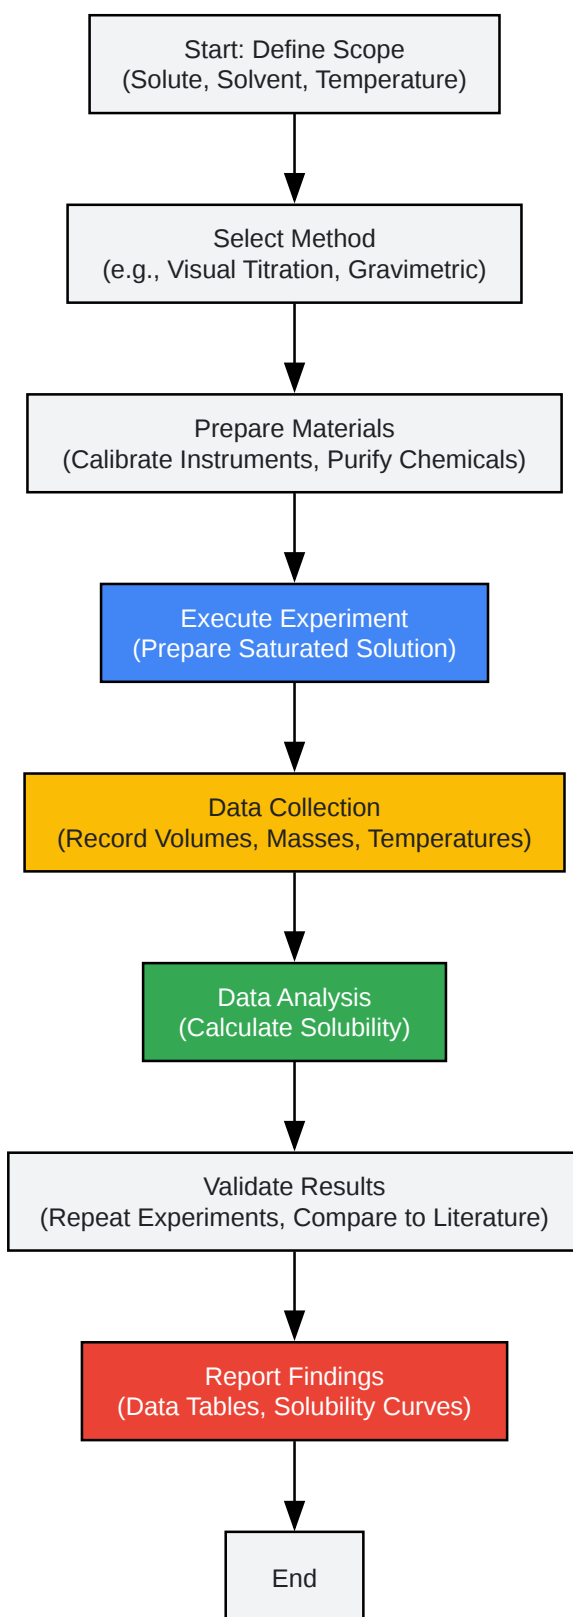 Start: Define Scope
(Solute, Solvent, Temperature)
Select Method
(e.g., Visual Titration, Gravimetric)
Prepare Materials
(Calibrate Instruments, Purify Chemicals)
Execute Experiment
(Prepare Saturated Solution)
Data Collection
(Record Volumes, Masses, Temperatures)
Data Analysis
(Calculate Solubility)
Validate Results
(Repeat Experiments, Compare to Literature)
Report Findings
(Data Tables, Solubility Curves)
End